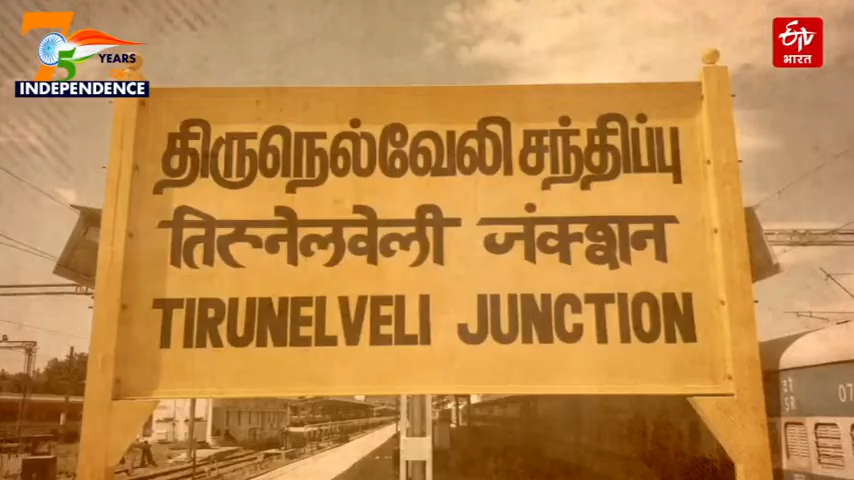 75 YEARS
INDEPENDENCE
etv
भारत
திருநெல்வேலி சந்திப்பு
तिरुनेलवेली जंक्शन
TIRUNELVELI JUNCTION